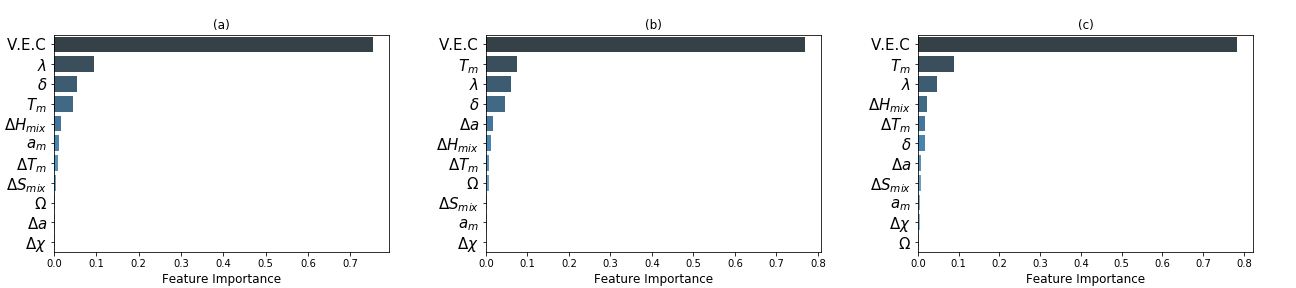 (a)
V.E.C
λ
δ
T_m
ΔH_mix
a_m
ΔT_m
ΔS_mix
Ω
Δa
Δχ
0.0 0.1 0.2 0.3 0.4 0.5 0.6 0.7
Feature Importance
(b)
V.E.C
T_m
λ
δ
Δa
ΔH_mix
ΔT_m
Ω
ΔS_mix
a_m
Δχ
0.0 0.1 0.2 0.3 0.4 0.5 0.6 0.7 0.8
Feature Importance
(c)
V.E.C
T_m
λ
ΔH_mix
ΔT_m
δ
Δa
ΔS_mix
a_m
Δχ
Ω
0.0 0.1 0.2 0.3 0.4 0.5 0.6 0.7 0.8
Feature Importance